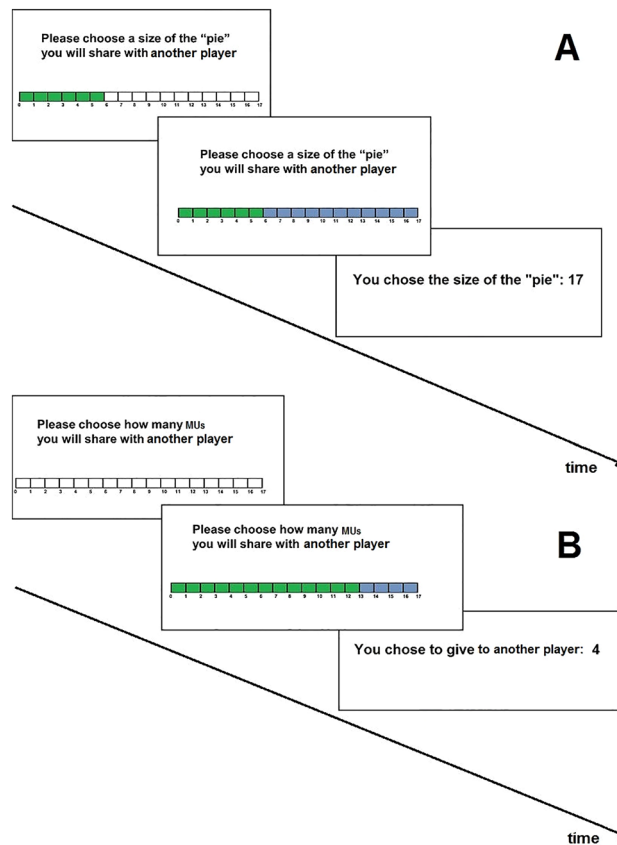 Please choose a size of the “pie”
you will share with another player
A
0 1 2 3 4 5 6 7 8 9 10 11 12 13 14 15 16 17
Please choose a size of the “pie”
you will share with another player
0 1 2 3 4 5 6 7 8 9 10 11 12 13 14 15 16 17
You chose the size of the "pie": 17
time
Please choose how many MUs
you will share with another player
0 1 2 3 4 5 6 7 8 9 10 11 12 13 14 15 16 17
Please choose how many MUs
you will share with another player
B
0 1 2 3 4 5 6 7 8 9 10 11 12 13 14 15 16 17
You chose to give to another player: 4
time